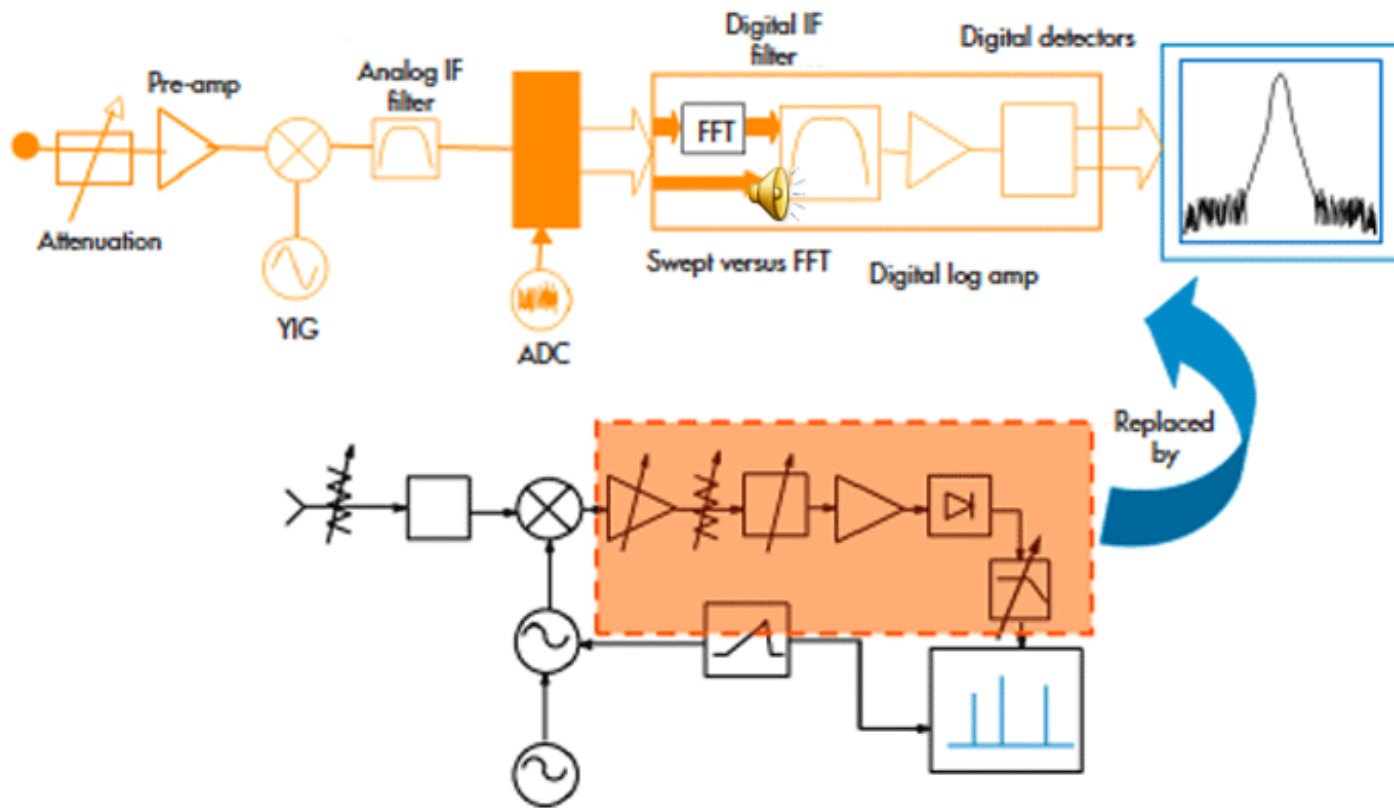 Pre-amp
Analog IF
filter
Digital IF
filter
Digital detectors
FFT
Attenuation
YIG
ADC
Swept versus FFT
Digital log amp
Replaced
by